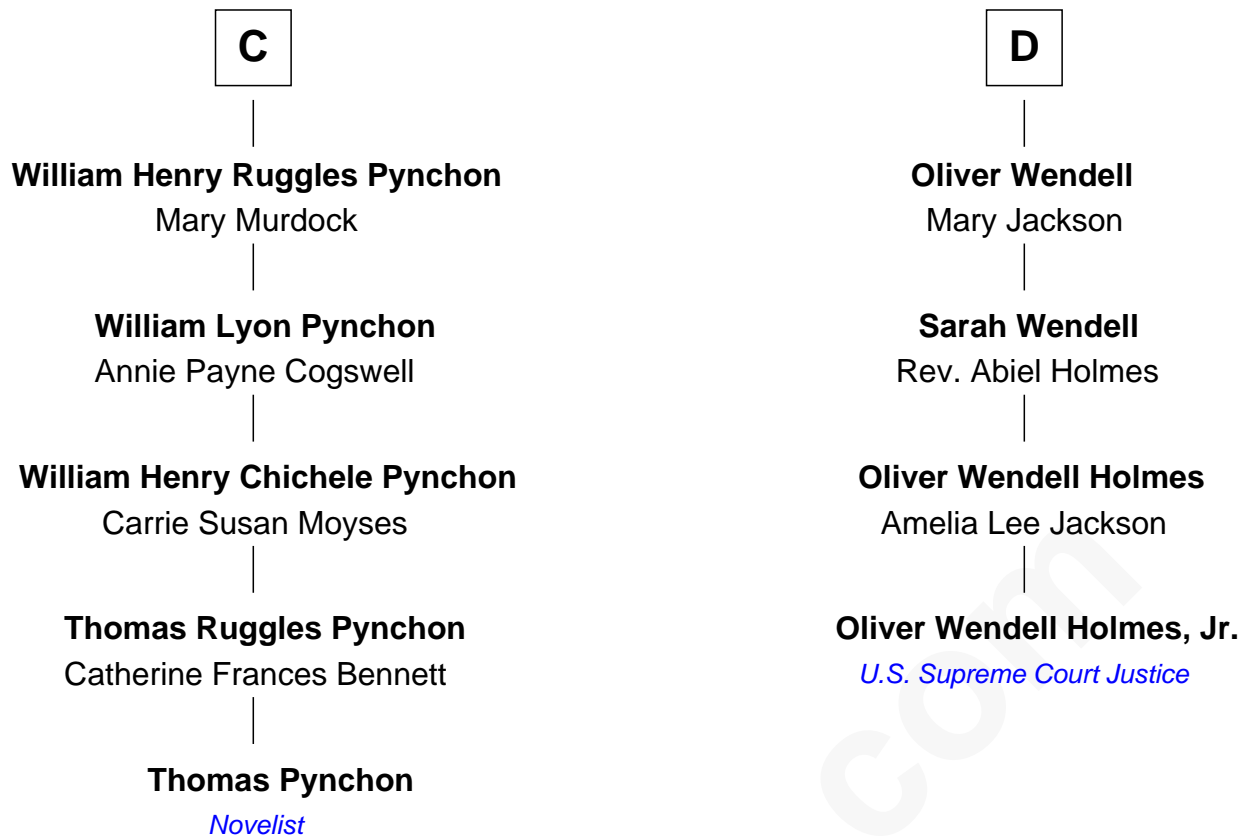 C
William Henry Ruggles Pynchon
Mary Murdock
William Lyon Pynchon
Annie Payne Cogswell
William Henry Chichele Pynchon
Carrie Susan Moyses
Thomas Ruggles Pynchon
Catherine Frances Bennett
Thomas Pynchon
Novelist
D
Oliver Wendell
Mary Jackson
Sarah Wendell
Rev. Abiel Holmes
Oliver Wendell Holmes
Amelia Lee Jackson
Oliver Wendell Holmes, Jr.
U.S. Supreme Court Justice
com